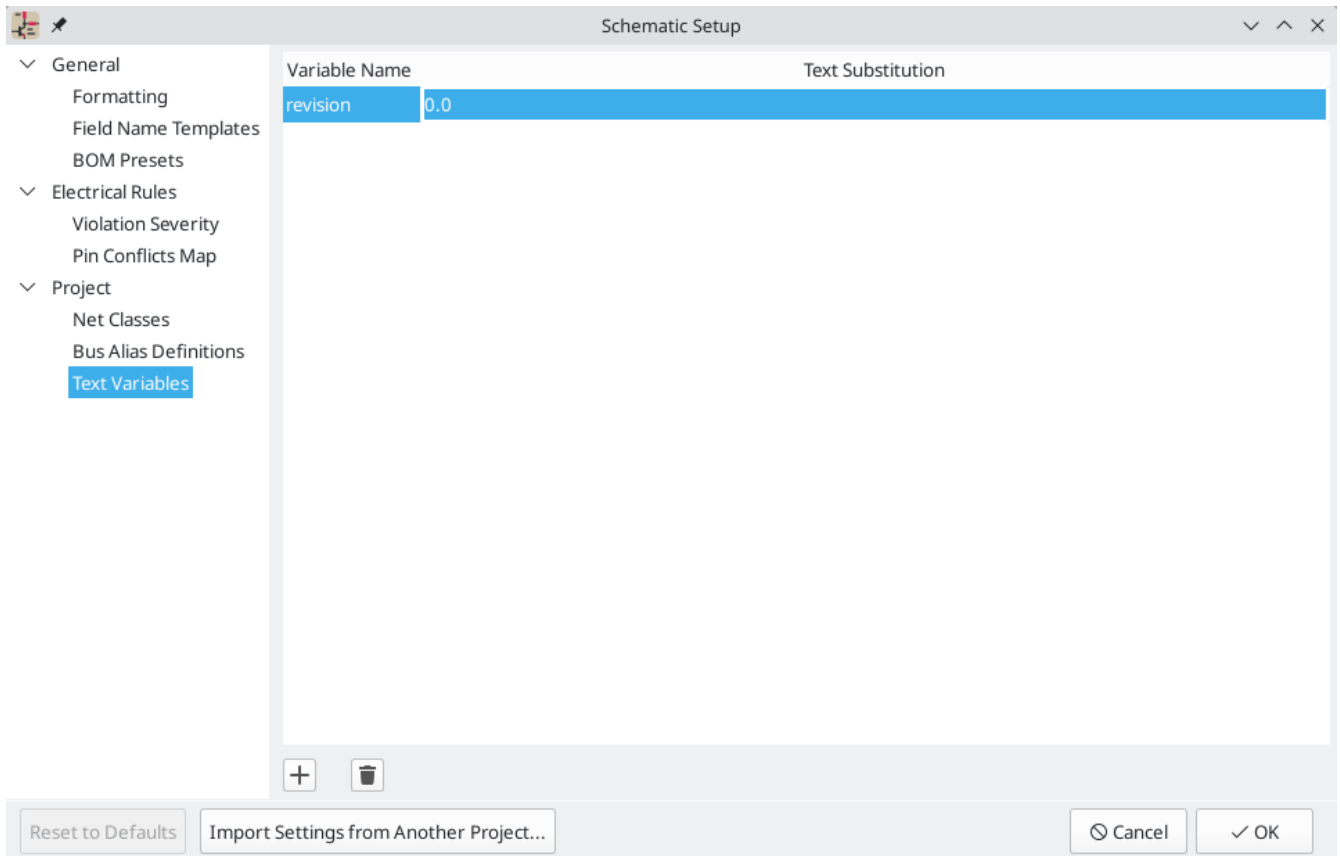 Schematic Setup
General
Formatting
Field Name Templates
BOM Presets
Electrical Rules
Violation Severity
Pin Conflicts Map
Project
Net Classes
Bus Alias Definitions
Text Variables
Variable Name Text Substitution
revision 0.0
Reset to Defaults Import Settings from Another Project... Cancel OK